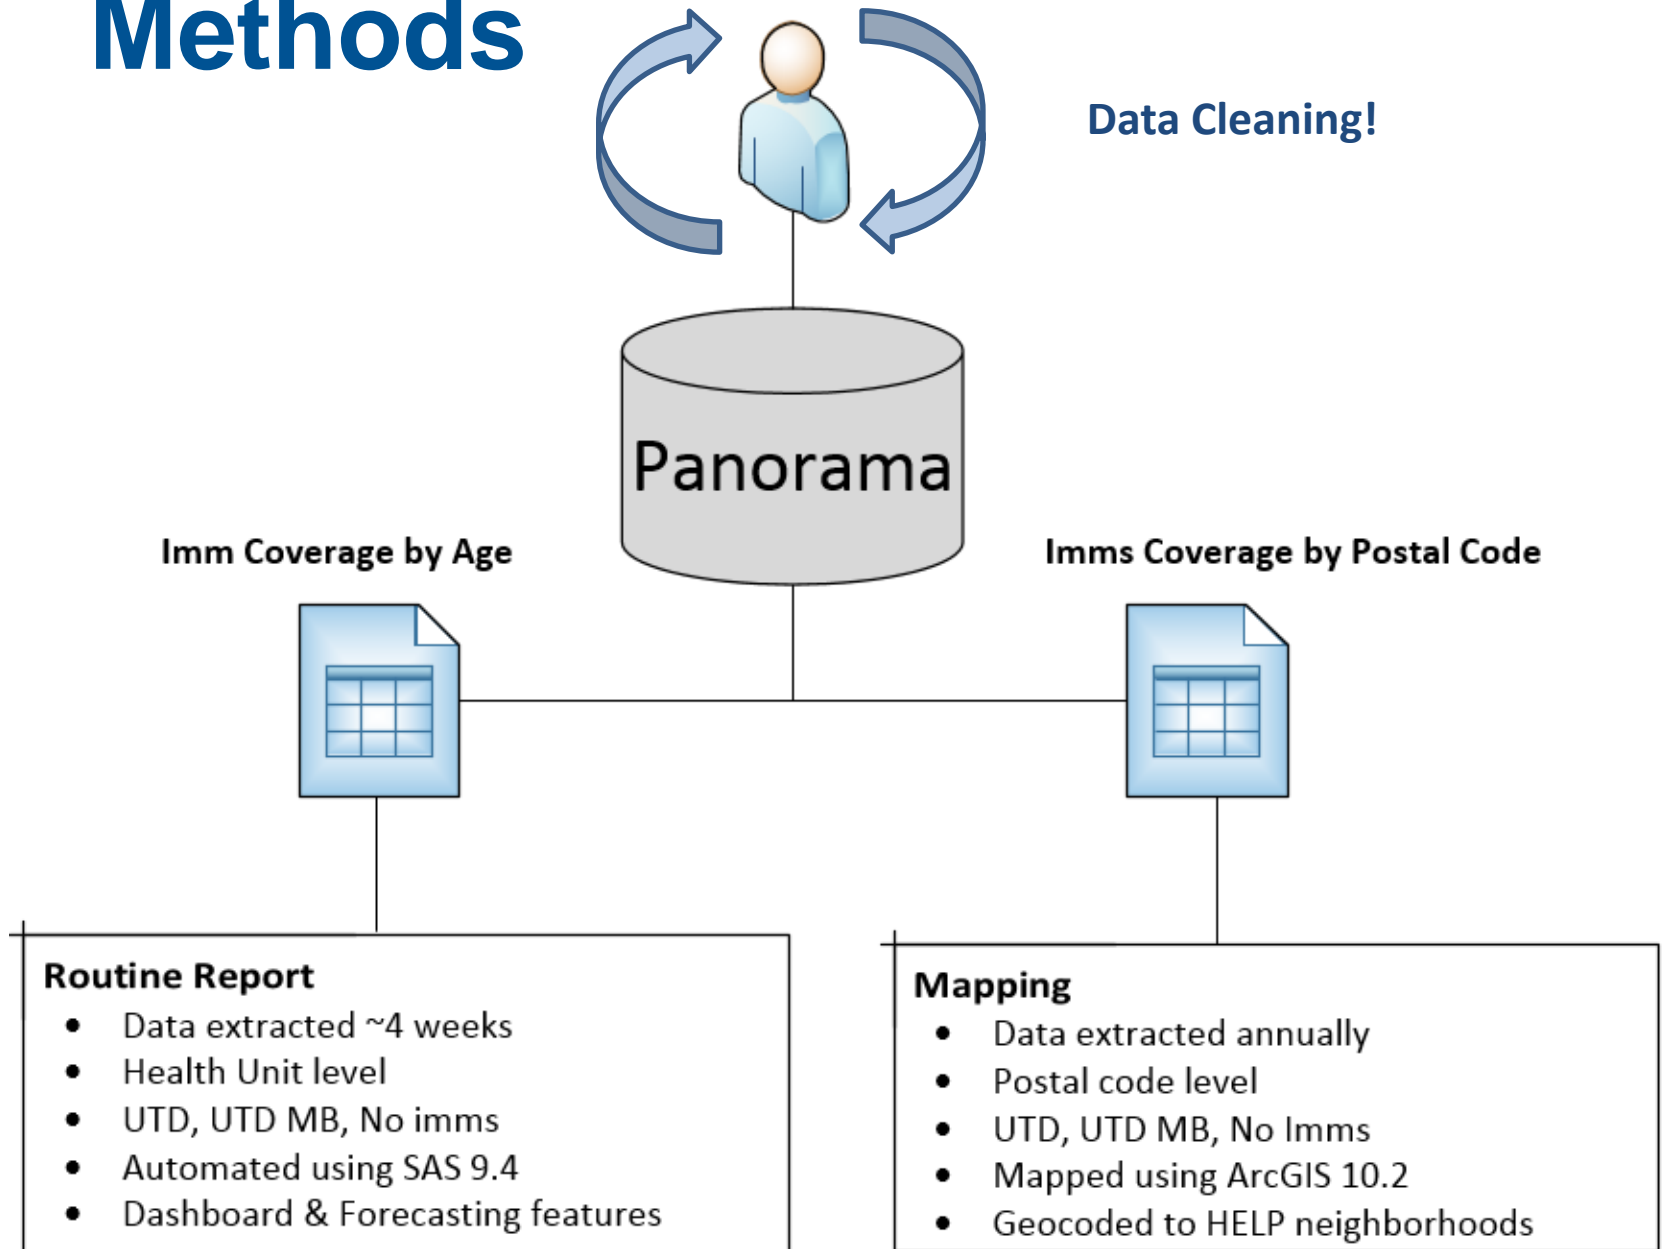 Methods
Data Cleaning!
Panorama
Imm Coverage by Age
Imms Coverage by Postal Code
Routine Report
• Data extracted ~4 weeks
• Health Unit level
• UTD, UTD MB, No imms
• Automated using SAS 9.4
• Dashboard & Forecasting features
Mapping
• Data extracted annually
• Postal code level
• UTD, UTD MB, No Imms
• Mapped using ArcGIS 10.2
• Geocoded to HELP neighborhoods